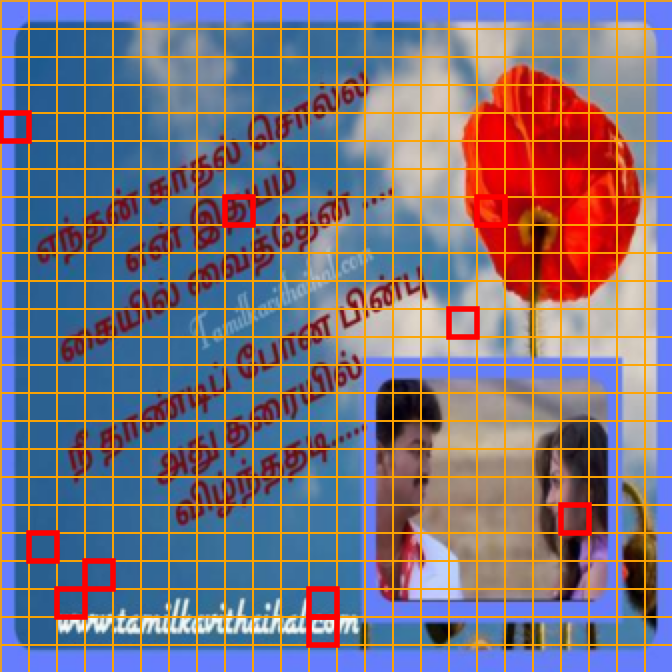 எந்தன் காதல் சொல்ல
என் இதயம்
கையில் வைத்தேன் ....
Tamilkavithaihal.com
நீ தாண்டிப் போன பின்பு
அது தரையில்
விழுந்ததடி.....
www.tamilkavithaihal.com